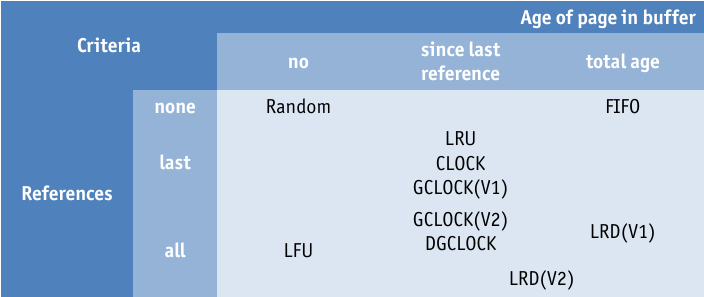 Age of page in buffer
Criteria
no
since last
reference
total age
References
none
Random
FIFO
last
LRU
CLOCK
GCLOCK(V1)
all
LFU
GCLOCK(V2)
DGCLOCK
LRD(V1)
LRD(V2)